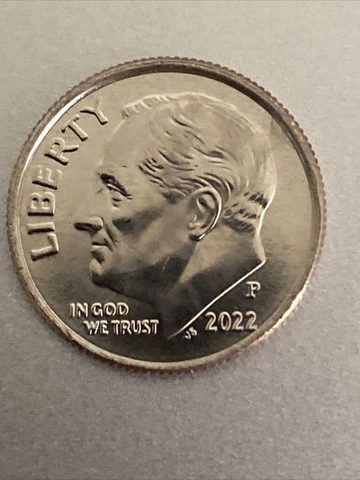 LIBERTY
IN GOD
WE TRUST
JS
P
2022